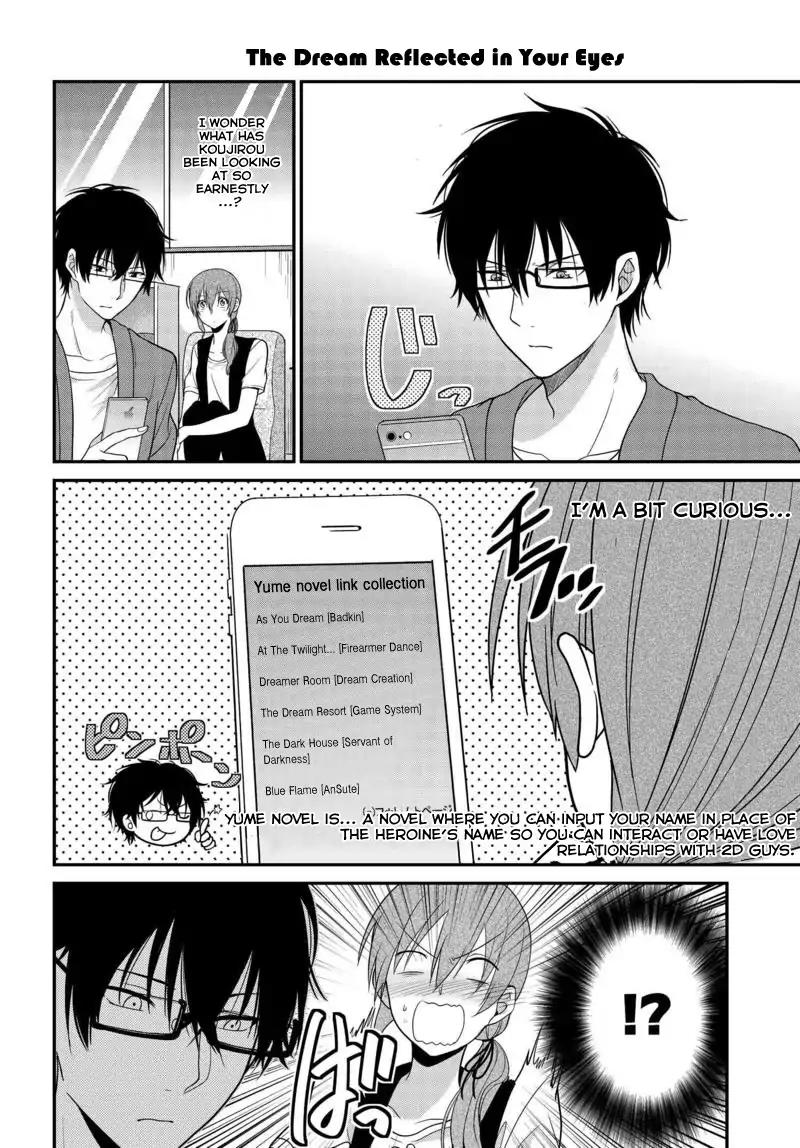 The Dream Reflected in Your Eyes
じっ
I WONDER
WHAT HAS
KOUJIROU
BEEN LOOKING
AT SO
EARNESTLY
...?
I'M A BIT CURIOUS...
チラッ
Yume novel link collection
As You Dream [Badkin]
At The Twilight... [Firearmer Dance]
Dreamer Room [Dream Creation]
The Dream Resort [Game System]
The Dark House [Servant of
Darkness]
Blue Flame [AnSute]
ピンポーン
YUME NOVEL IS... A NOVEL WHERE YOU CAN INPUT YOUR NAME IN PLACE OF
THE HEROINE'S NAME SO YOU CAN INTERACT OR HAVE LOVE
RELATIONSHIPS WITH 2D GUYS.
!?
ばっ